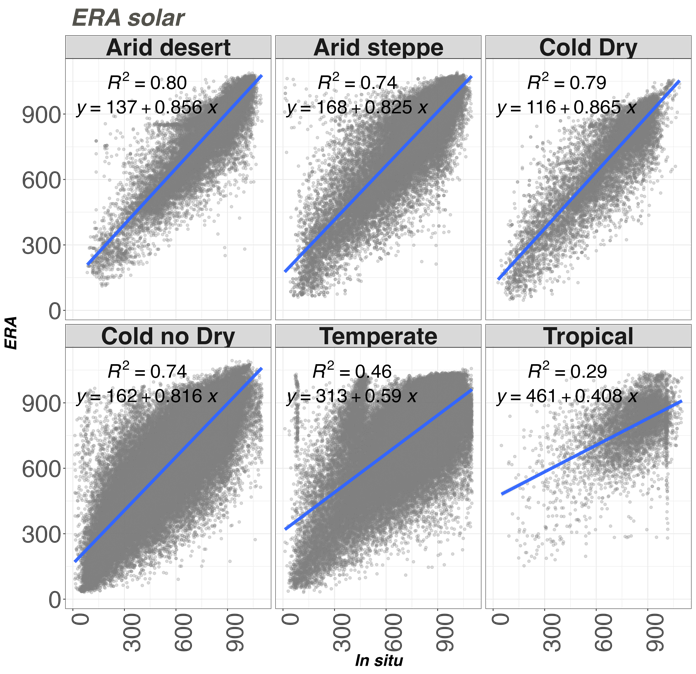 ERA solar
Arid desert Arid steppe Cold Dry
R² = 0.80 R² = 0.74 R² = 0.79
y = 137 + 0.856 x y = 168 + 0.825 x y = 116 + 0.865 x
900
600
300
0
Cold no Dry Temperate Tropical
R² = 0.74 R² = 0.46 R² = 0.29
y = 162 + 0.816 x y = 313 + 0.59 x y = 461 + 0.408 x
900
600
300
0
ERA
0 300 600 900 0 300 600 900 0 300 600 900
In situ